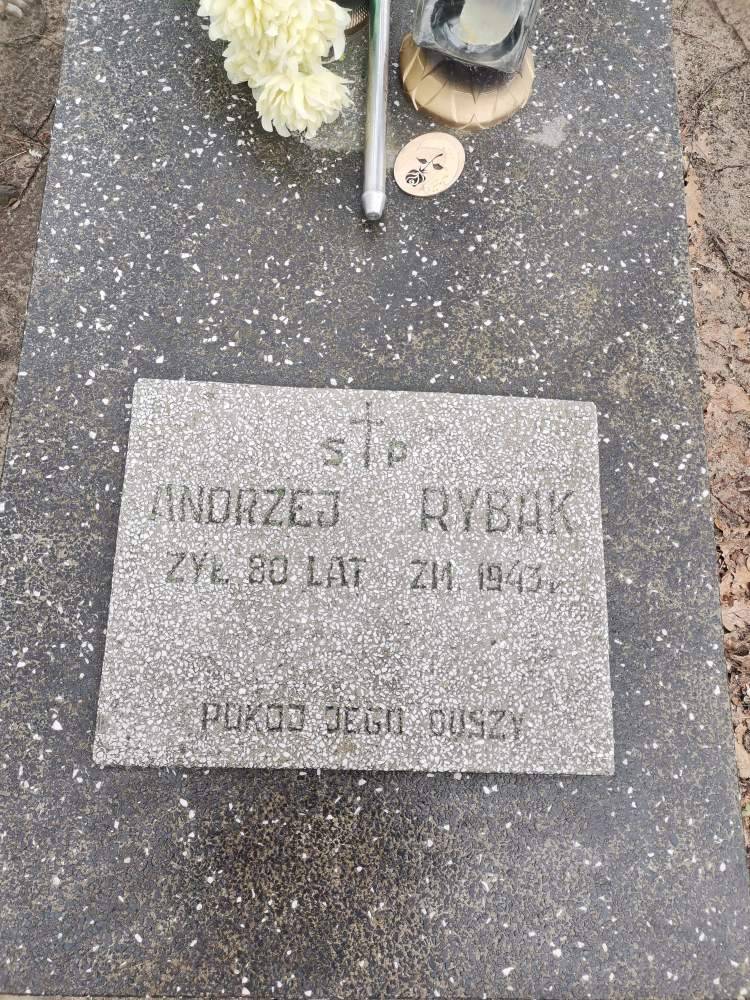 S P
ANDRZEJ RYBAK
ŻYŁ 80 LAT ZM. 1943 r.
POKÓJ JEGO DUSZY